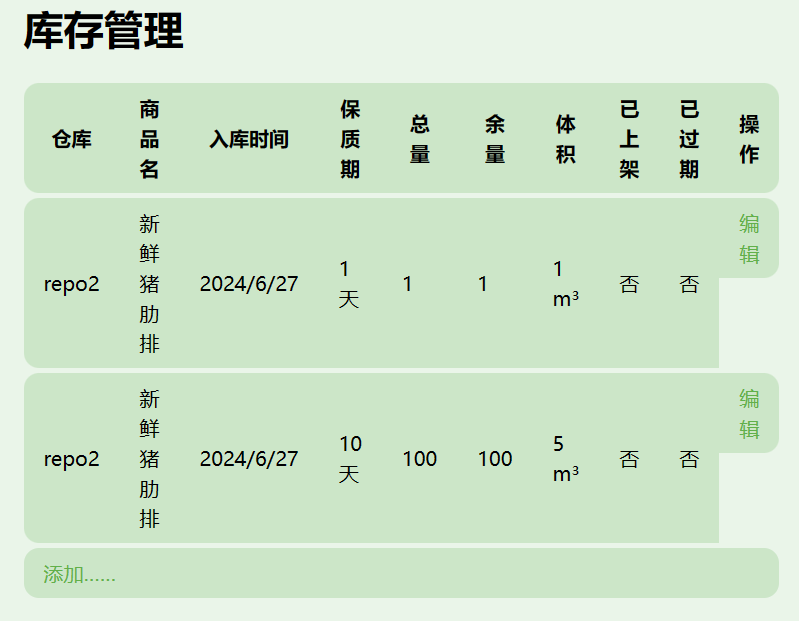 库存管理
仓库 商品名 入库时间 保质期 总量 余量 体积 已上架 已过期 操作
repo2 新鲜猪肋排 2024/6/27 1天 1 1 1 m³ 否 否 编辑
repo2 新鲜猪肋排 2024/6/27 10天 100 100 5 m³ 否 否 编辑
添加......